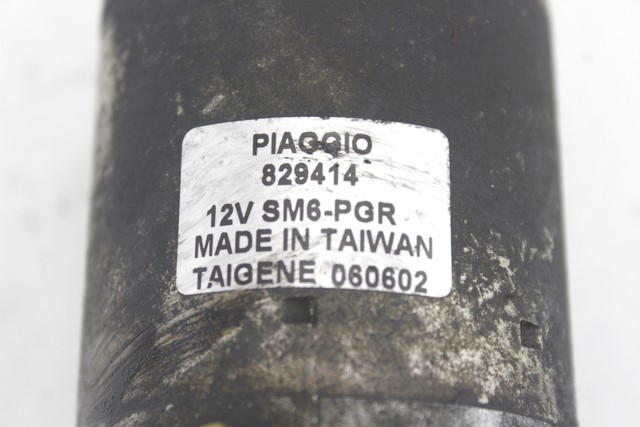 PIAGGIO
829414
12V SM6-PGR
MADE IN TAIWAN
TAIGENE 060602